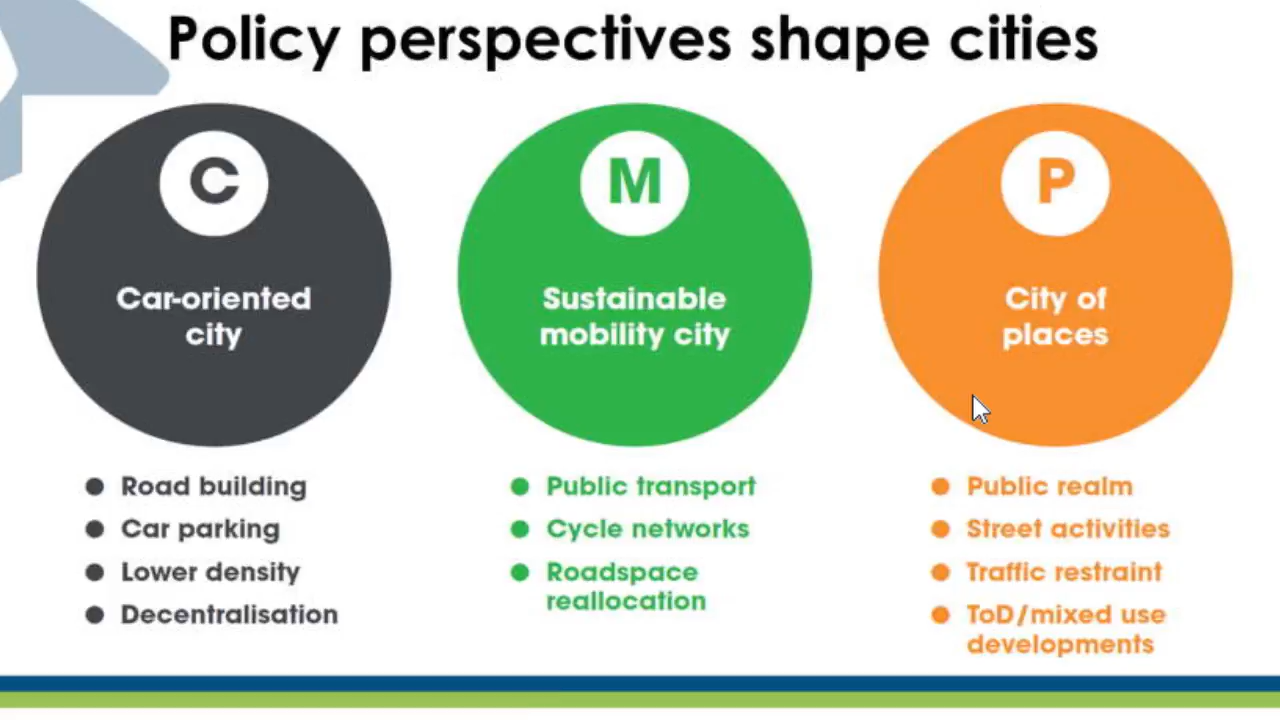 Policy perspectives shape cities
C
Car-oriented
city
Road building
Car parking
Lower density
Decentralisation
M
Sustainable
mobility city
Public transport
Cycle networks
Roadspace
reallocation
P
City of
places
Public realm
Street activities
Traffic restraint
ToD/mixed use
developments